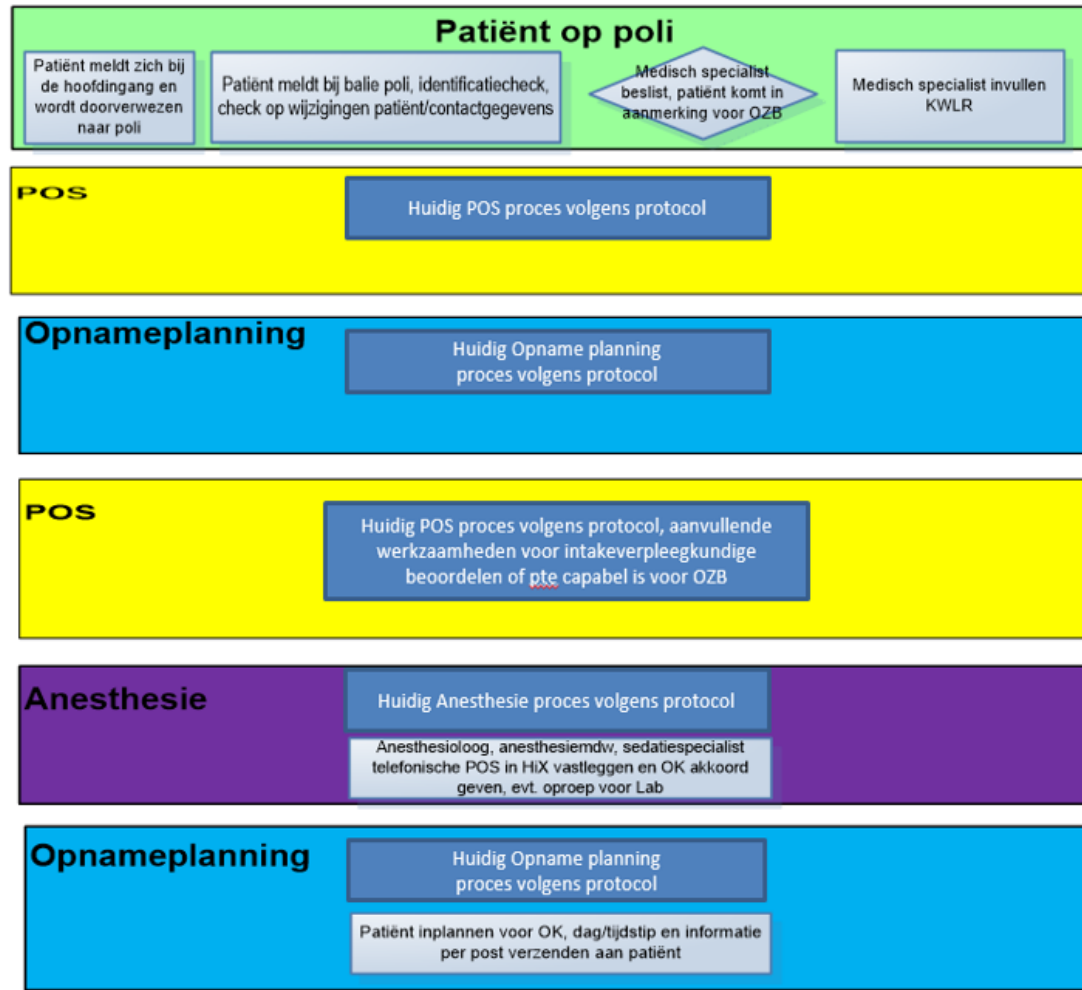 Patiënt op poli
Patiënt meldt zich bij
de hoofdingang en
wordt doorverwezen
naar poli
Patiënt meldt bij balie poli, identificatiecheck,
check op wijzigingen patiënt/contactgegevens
Medisch specialist
beslist, patiënt komt in
aanmerking voor OZB
Medisch specialist invullen
KWLR
POS
Huidig POS proces volgens protocol
Opnameplanning
Huidig Opname planning
proces volgens protocol
POS
Huidig POS proces volgens protocol, aanvullende
werkzaamheden voor intakeverpleegkundige
beoordelen of pte capabel is voor OZB
Anesthesie
Huidig Anesthesie proces volgens protocol
Anesthesioloog, anesthesiemdw, sedatiespecialist
telefonische POS in HiX vastleggen en OK akkoord
geven, evt. oproep voor Lab
Opnameplanning
Huidig Opname planning
proces volgens protocol
Patiënt inplannen voor OK, dag/tijdstip en informatie
per post verzenden aan patiënt